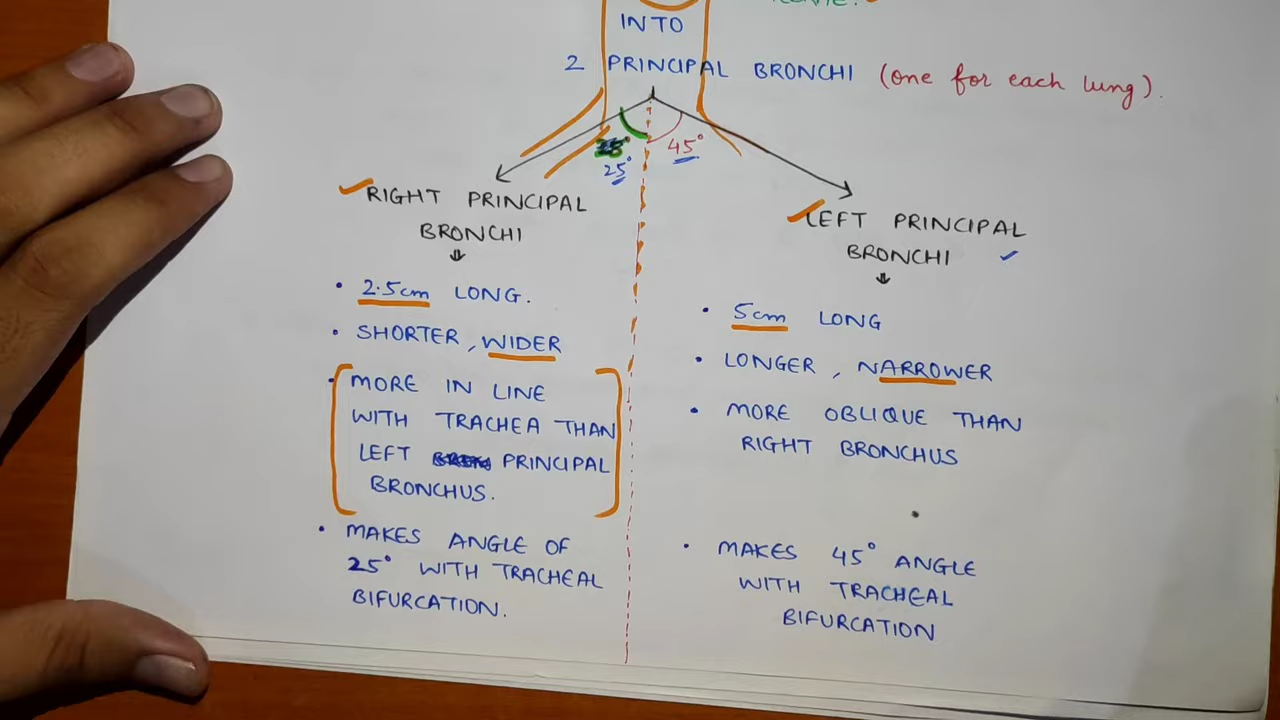 INTO
2 PRINCIPAL BRONCHI (one for each lung).
45°
25°
RIGHT PRINCIPAL
BRONCHI
• 2.5cm LONG.
• SHORTER, WIDER
• MORE IN LINE
WITH TRACHEA THAN
LEFT PRINCIPAL
BRONCHUS.
• MAKES ANGLE OF
25° WITH TRACHEAL
BIFURCATION.
LEFT PRINCIPAL
BRONCHI
• 5cm LONG
• LONGER, NARROWER
• MORE OBLIQUE THAN
RIGHT BRONCHUS
• MAKES 45° ANGLE
WITH TRACHEAL
BIFURCATION